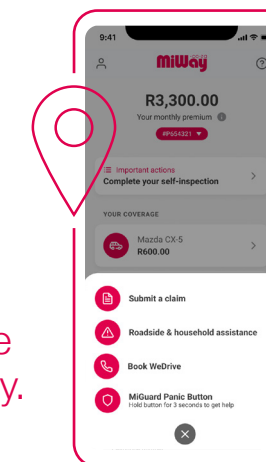 9:41
MiWay
R3,300.00
Your monthly premium
#P654321
Important actions
Complete your self-inspection
YOUR COVERAGE
Mazda CX-5
R600.00
Submit a claim
Roadside & household assistance
Book WeDrive
MiGuard Panic Button
Hold button for 3 seconds to get help
e
y.